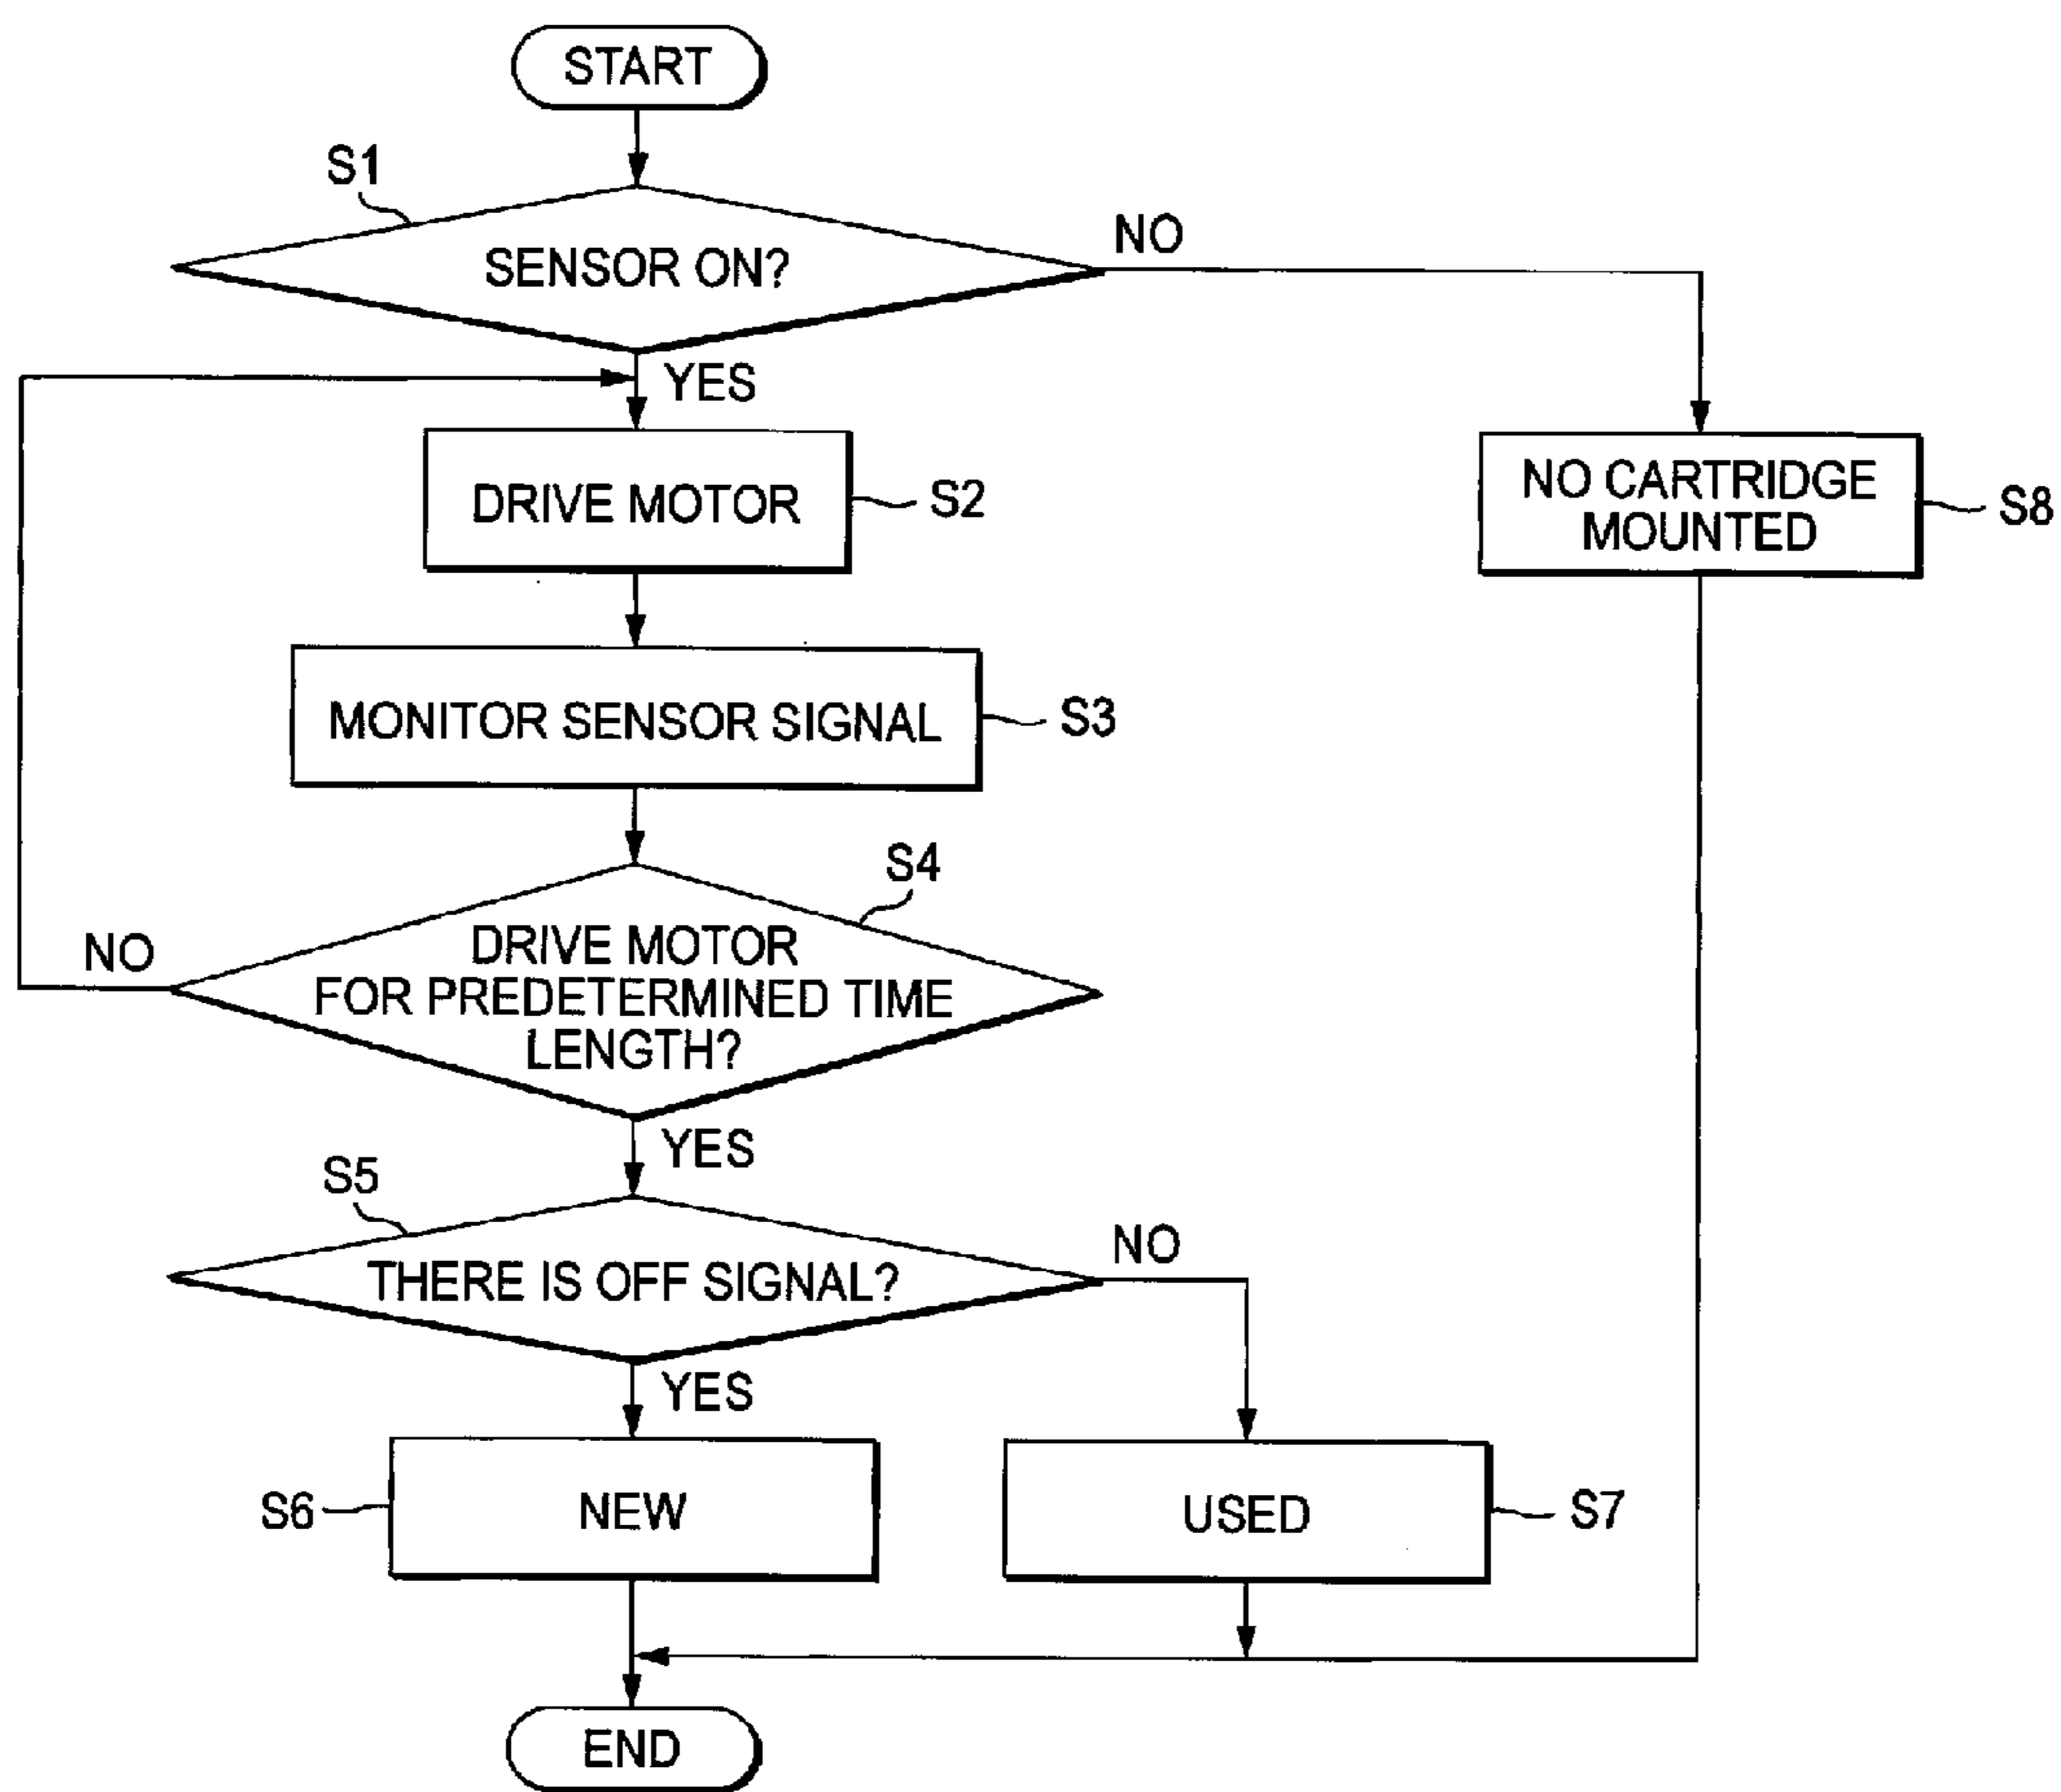 START
S1
SENSOR ON?
NO
YES
DRIVE MOTOR
S2
NO CARTRIDGE
MOUNTED
S8
MONITOR SENSOR SIGNAL
S3
S4
DRIVE MOTOR
FOR PREDETERMINED TIME
LENGTH?
NO
YES
S5
THERE IS OFF SIGNAL?
NO
YES
S6
NEW
USED
S7
END